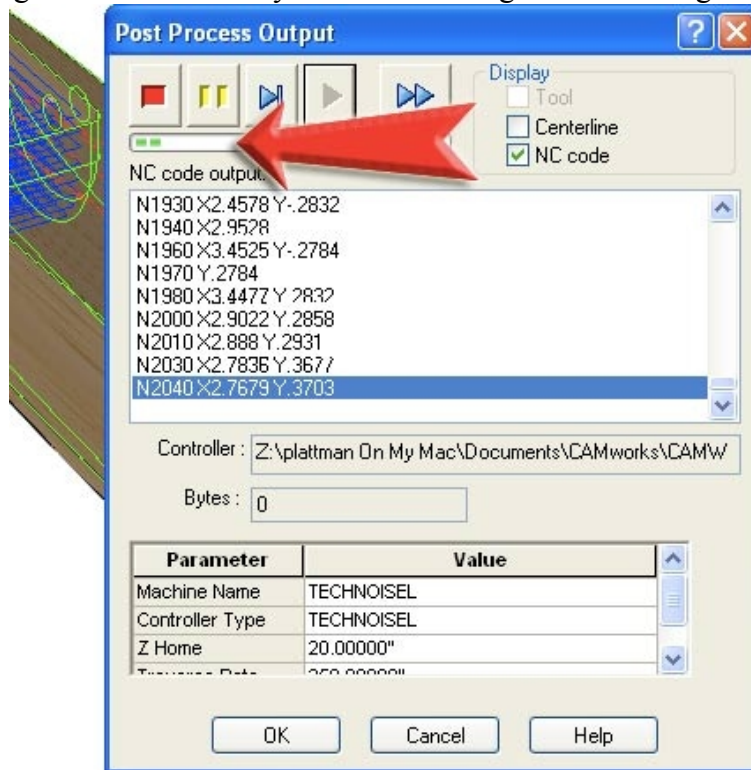 Post Process Output
Display
Tool
Centerline
NC code
NC code output:
N1930 X2.4578 Y-.2832
N1940 X2.9528
N1960 X3.4525 Y-.2784
N1970 Y.2784
N1980 X3.4477 Y.2832
N2000 X2.9022 Y.2858
N2010 X2.888 Y.2931
N2030 X2.7836 Y.3677
N2040 X2.7679 Y.3703
Controller : Z:\plattman On My Mac\Documents\CAMworks\CAMW
Bytes : 0
Parameter Value
Machine Name TECHNOISEL
Controller Type TECHNOISEL
Z Home 20.00000"
OK Cancel Help